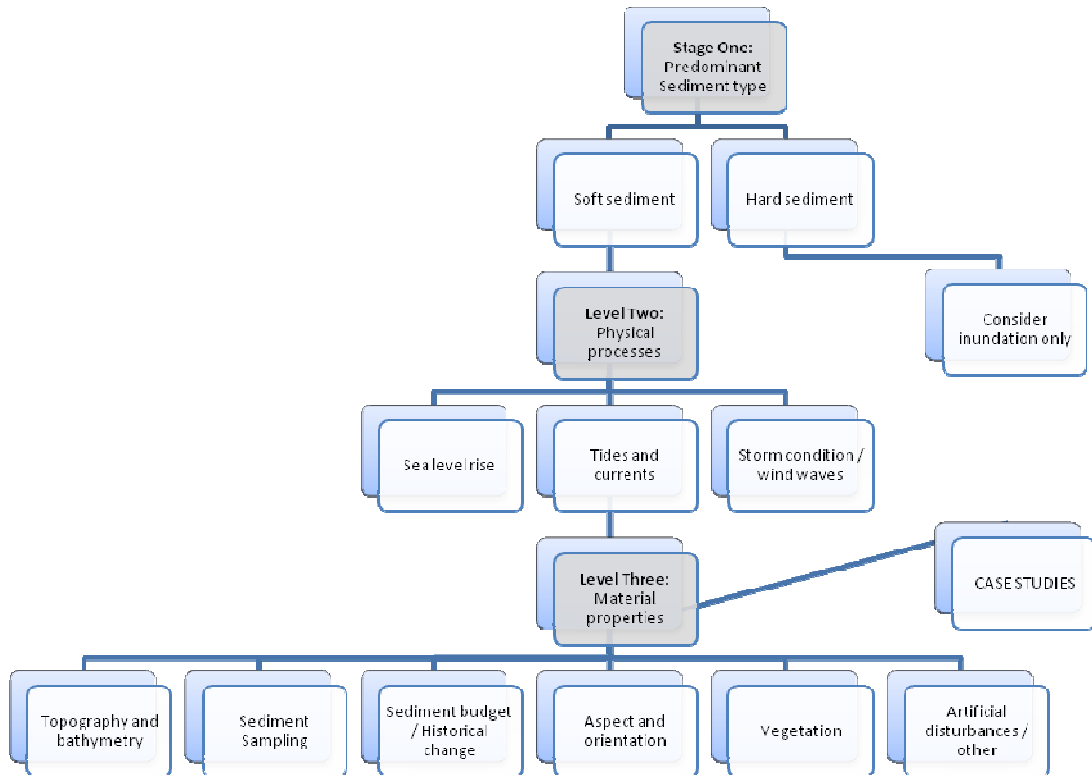 Stage One:
Predominant
Sediment type
Soft sediment
Hard sediment
Level Two:
Physical
processes
Consider
inundation only
Sea level rise
Tides and
currents
Storm condition /
wind waves
Level Three:
Material
properties
CASE STUDIES
Topography and
bathymetry
Sediment
Sampling
Sediment budget
/ Historical
change
Aspect and
orientation
Vegetation
Artificial
disturbances /
other